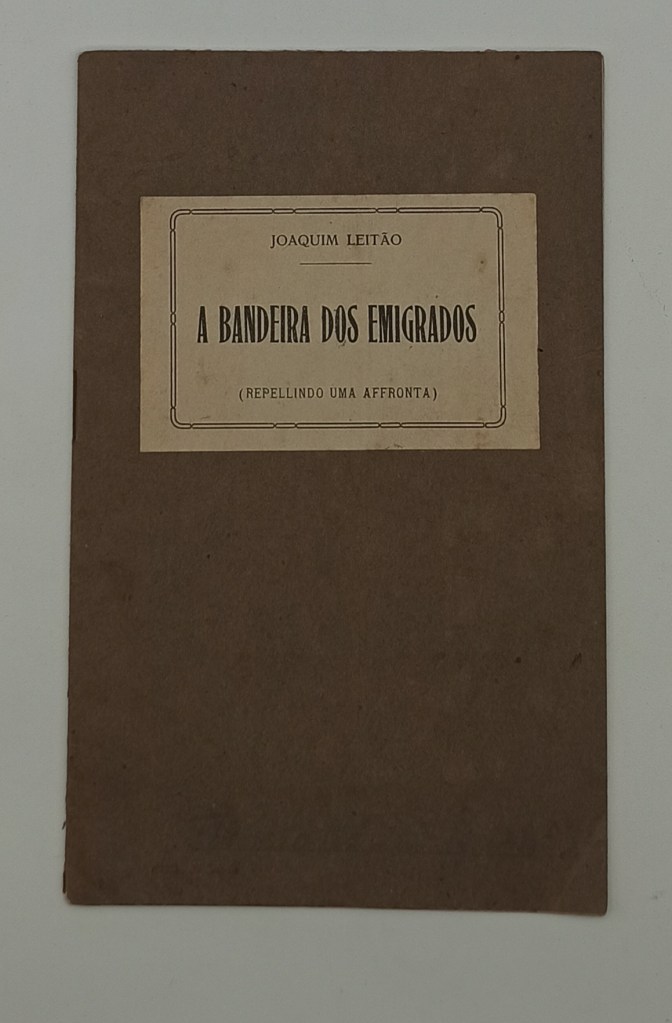 JOAQUIM LEITÃO
A BANDEIRA DOS EMIGRADOS
(REPELLINDO UMA AFFRONTA)